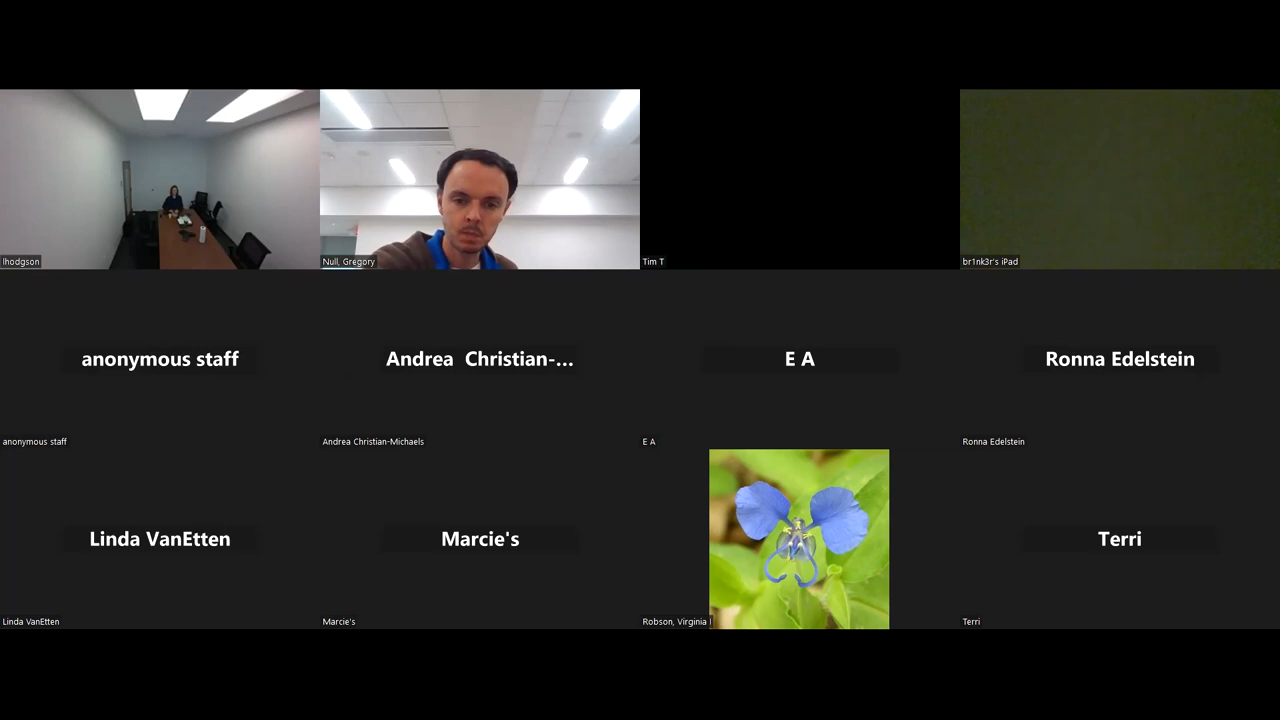 lhodgson
Null, Gregory
Tim T
br1nk3r's iPad
anonymous staff
Andrea Christian-...
E A
Ronna Edelstein
anonymous staff
Andrea Christian-Michaels
E A
Ronna Edelstein
Linda VanEtten
Marcie's
Terri
Linda VanEtten
Marcie's
Robson, Virginia l
Terri